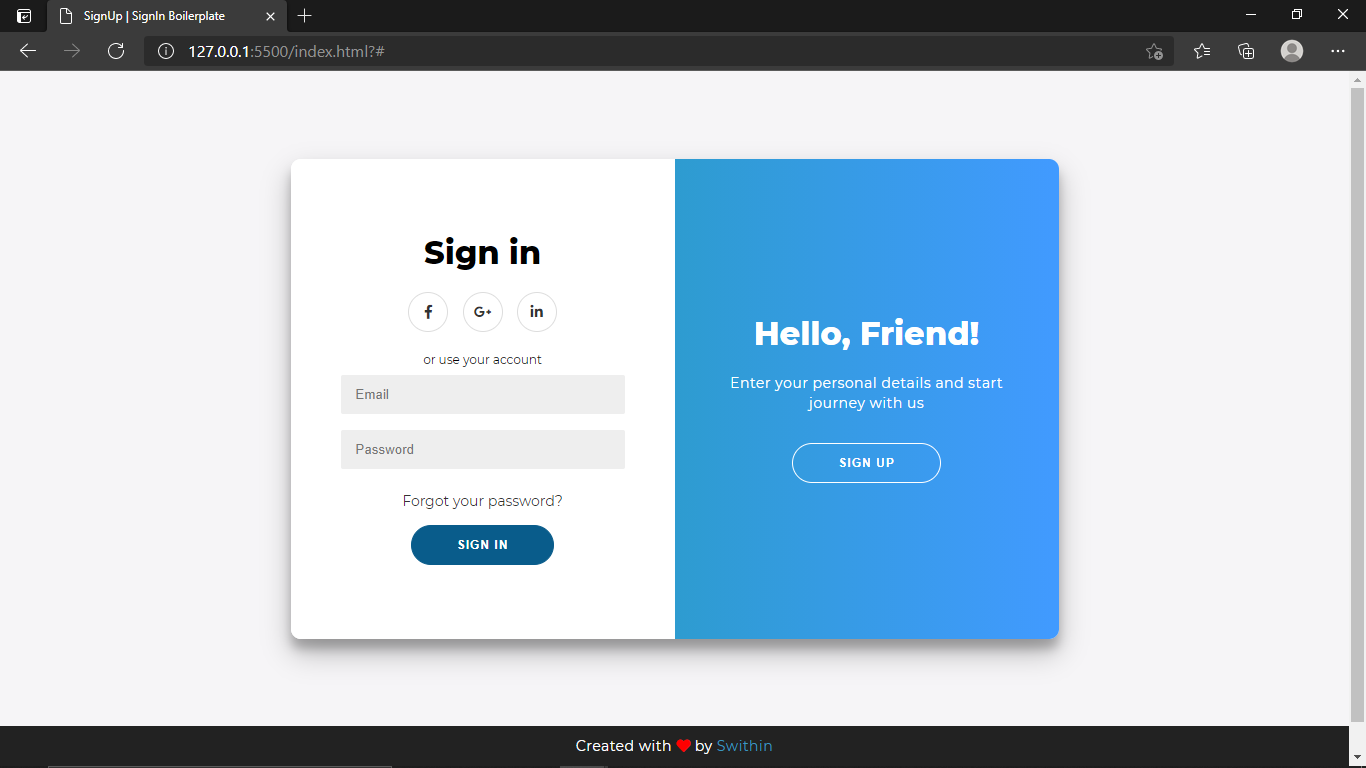 SignUp | SignIn Boilerplate
127.0.0.1:5500/index.html?#
Sign in
f G+ in
or use your account
Email
Password
Forgot your password?
SIGN IN
Hello, Friend!
Enter your personal details and start
journey with us
SIGN UP
Created with ❤ by Swithin